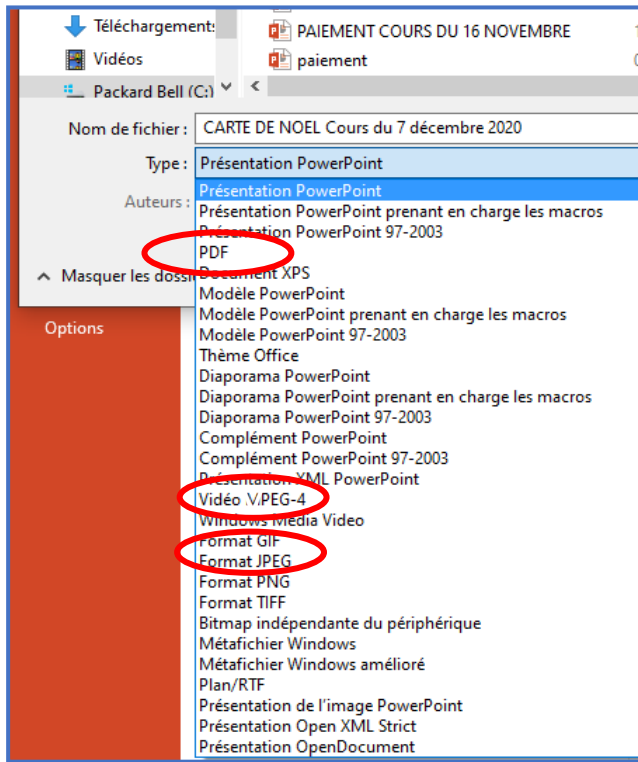 Téléchargement:
PAIEMENT COURS DU 16 NOVEMBRE
Vidéos
paiement
Packard Bell (C:)
Nom de fichier : CARTE DE NOEL Cours du 7 décembre 2020
Type : Présentation PowerPoint
Auteurs :
Présentation PowerPoint
Présentation PowerPoint prenant en charge les macros
Présentation PowerPoint 97-2003
PDF
Masquer les dossi
Document XPS
Modèle PowerPoint
Modèle PowerPoint prenant en charge les macros
Options
Modèle PowerPoint 97-2003
Thème Office
Diaporama PowerPoint
Diaporama PowerPoint prenant en charge les macros
Diaporama PowerPoint 97-2003
Complément PowerPoint
Complément PowerPoint 97-2003
Présentation XML PowerPoint
Vidéo MPEG-4
Windows Media Video
Format GIF
Format JPEG
Format PNG
Format TIFF
Bitmap indépendante du périphérique
Métafichier Windows
Métafichier Windows amélioré
Plan/RTF
Présentation de l'image PowerPoint
Présentation Open XML Strict
Présentation OpenDocument